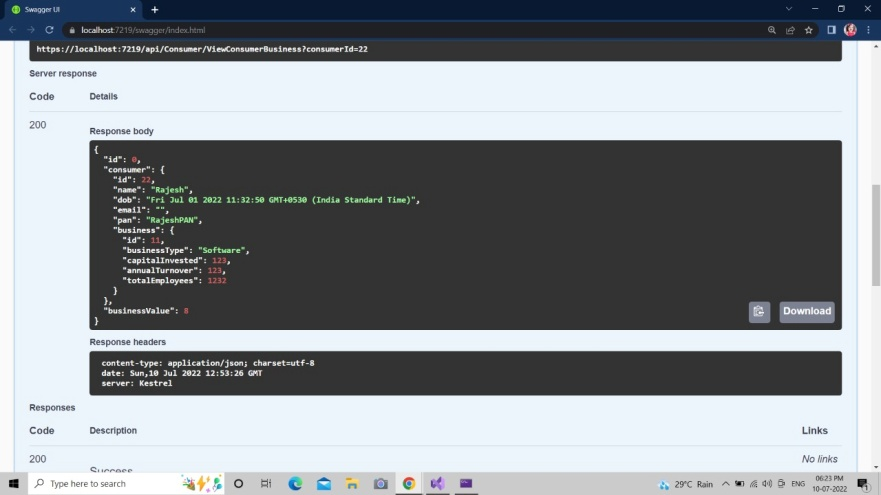 Swagger UI
localhost:7219/swagger/index.html
https://localhost:7219/api/Consumer/ViewConsumerBusiness?consumerId=22
Server response
Code Details
200
Response body
{
"id": 0,
"consumer": {
"id": 22,
"name": "Rajesh",
"dob": "Fri Jul 01 2022 11:32:50 GMT+0530 (India Standard Time)",
"email": "",
"pan": "RajeshPAN",
"business": {
"id": 11,
"businessType": "Software",
"capitalInvested": 123,
"annualTurnover": 123,
"totalEmployees": 1232
}
},
"businessValue": 8
}
Download
Response headers
content-type: application/json; charset=utf-8
date: Sun,10 Jul 2022 12:53:26 GMT
server: Kestrel
Responses
Code Description Links
200 No links
Success
Type here to search 29°C Rain ENG 06:23 PM
10-07-2022 1